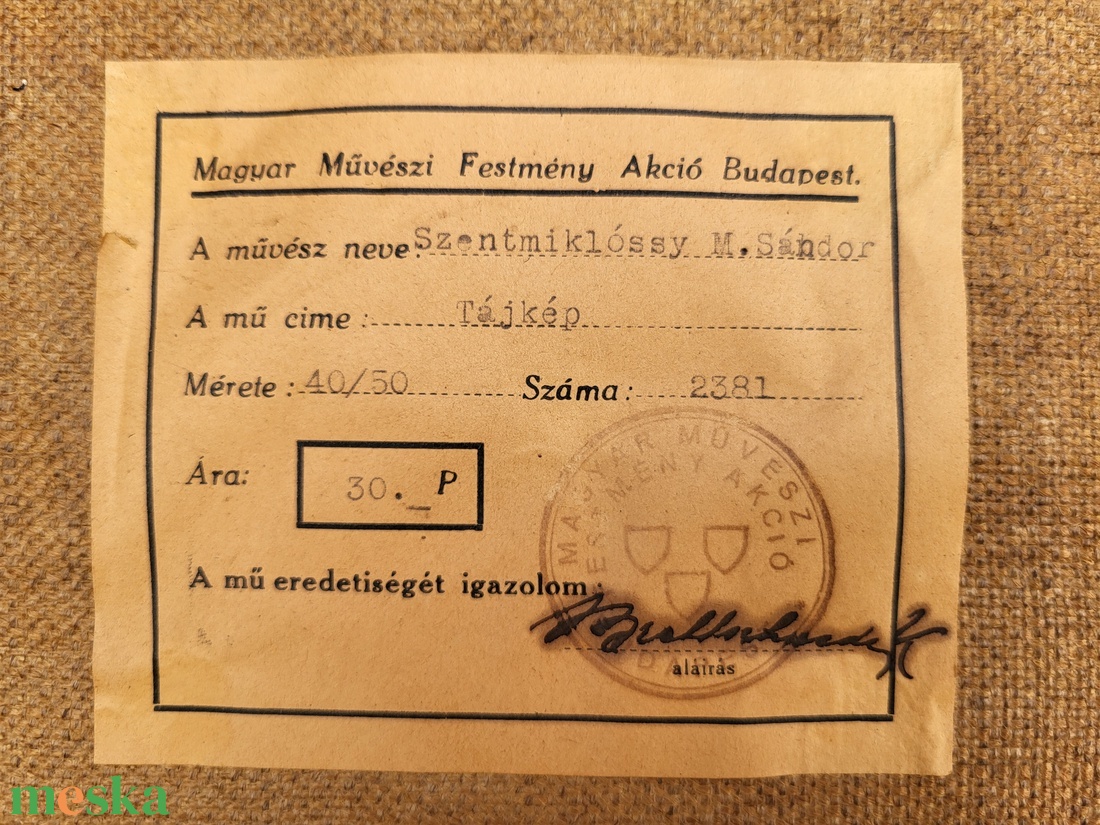 Magyar Művészi Festmény Akció Budapest.
A művész neve: Szentmiklóssy M. Sándor
A mű cime: Tájkép
Mérete: 40/50 Száma: 2381
Ára: 30.— P
MAGYAR MŰVÉSZI
FESTMÉNY AKCIÓ
A mű eredetiségét igazolom:
aláirás
meska